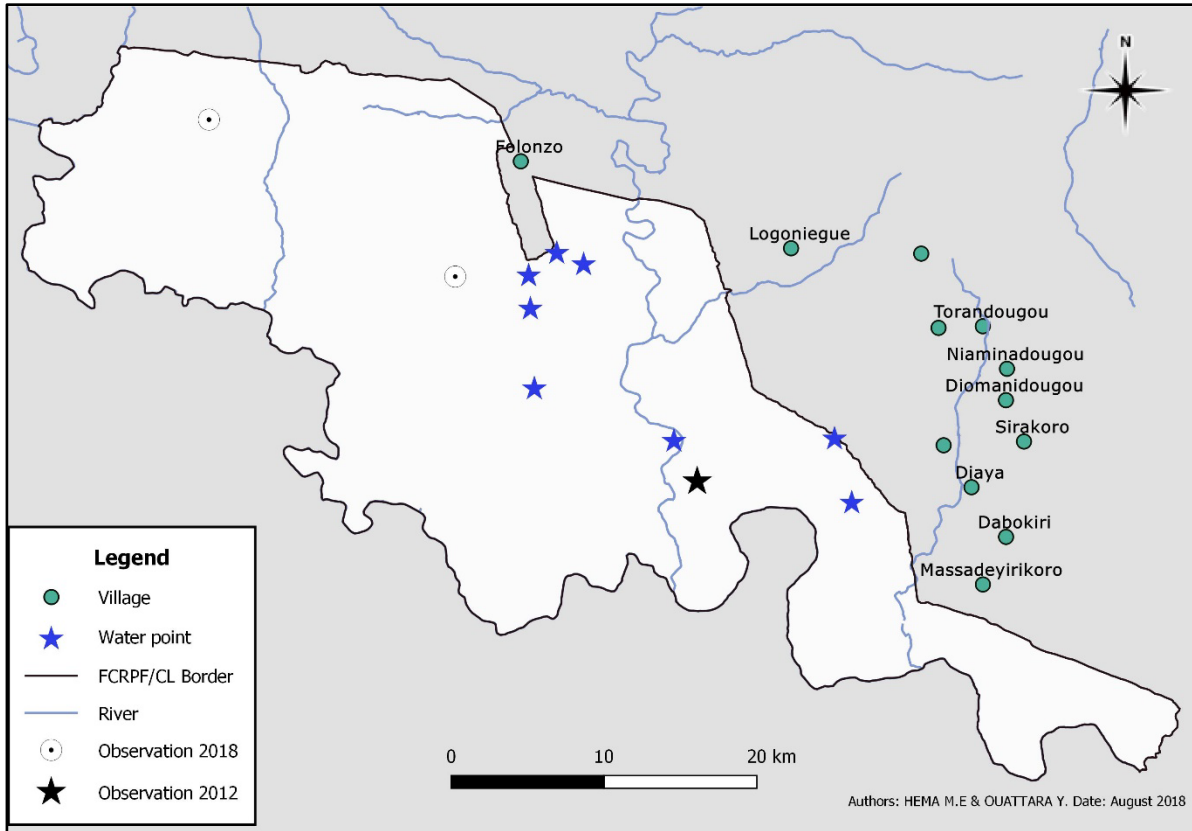 N
Folonzo
Logoniegue
Torandougou
Niaminadougou
Diomanidougou
Sirakoro
Diaya
Dabokiri
Massadeyirikoro
Legend
Village
Water point
FCRPF/CL Border
River
Observation 2018
Observation 2012
0 10 20 km
Authors: HEMA M.E & OUATTARA Y. Date: August 2018